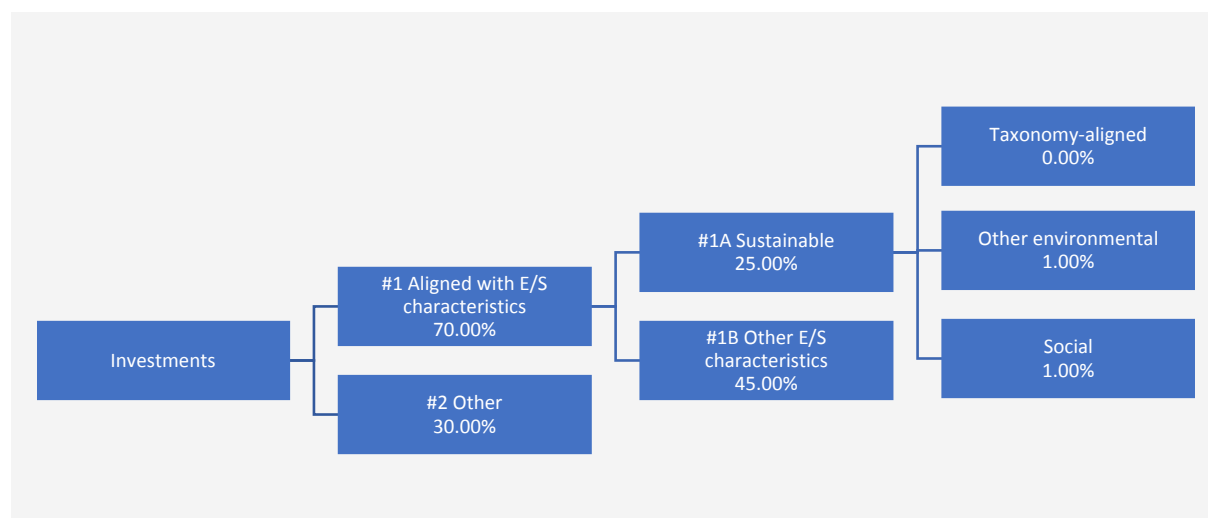 Investments
#1 Aligned with E/S
characteristics
70.00%
#2 Other
30.00%
#1A Sustainable
25.00%
#1B Other E/S
characteristics
45.00%
Taxonomy-aligned
0.00%
Other environmental
1.00%
Social
1.00%